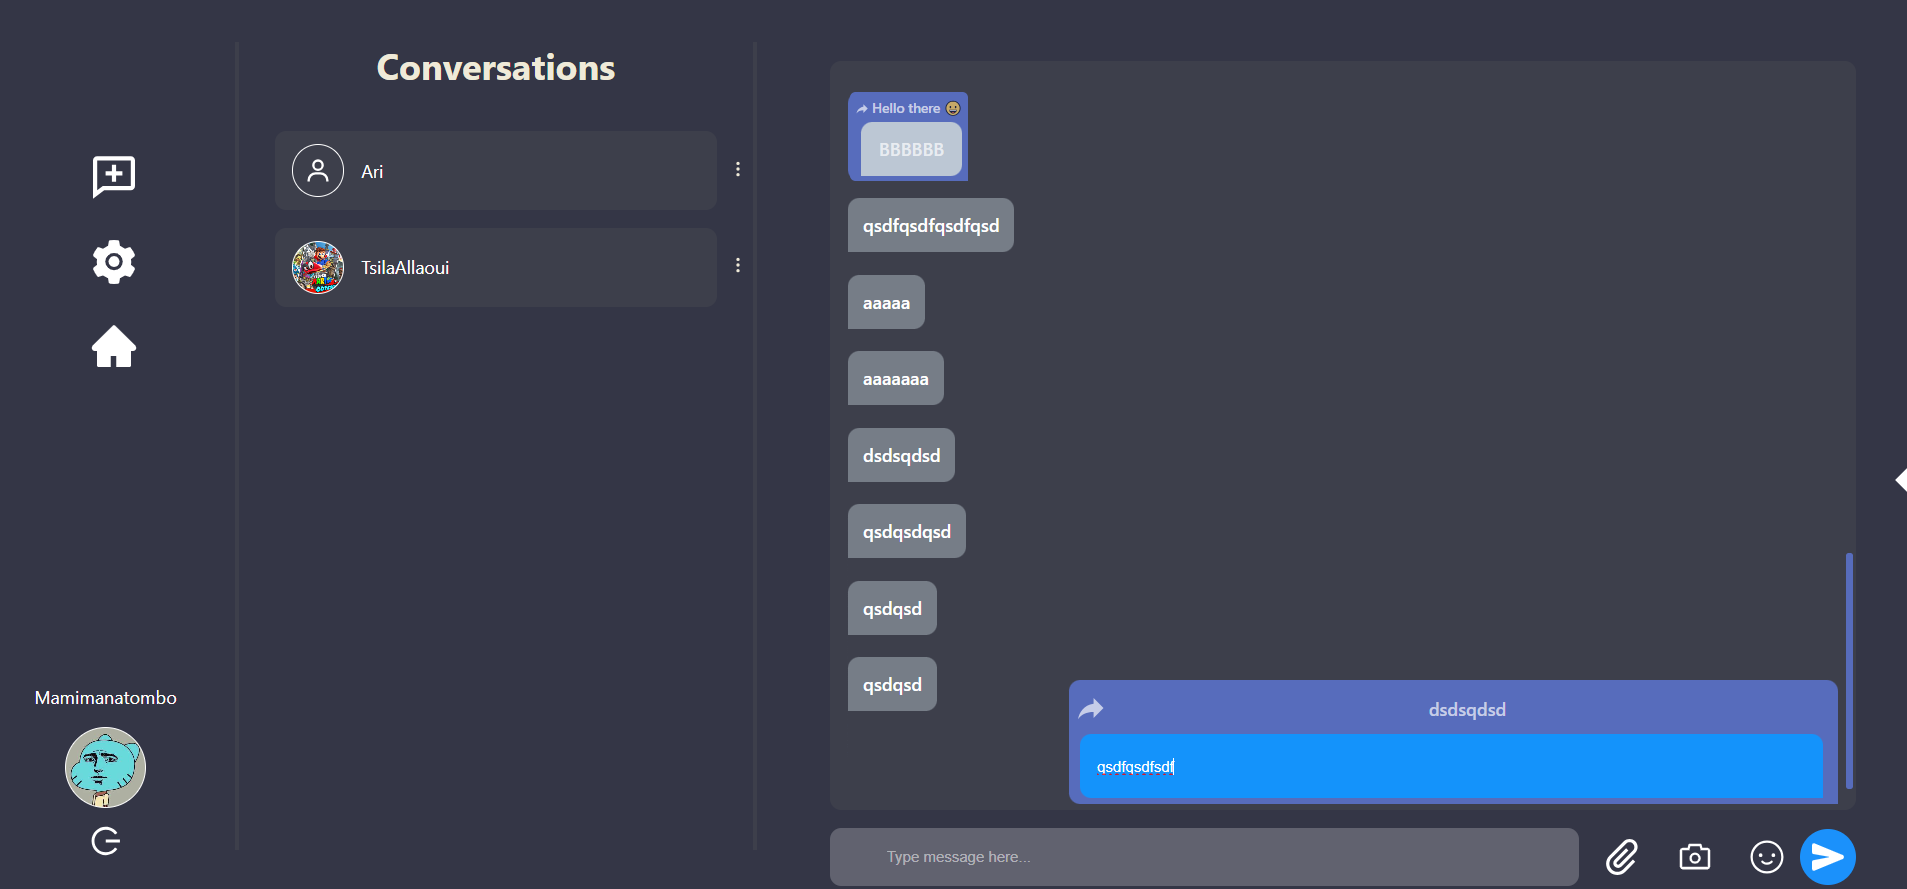 Conversations
Ari
TsilaAllaoui
Mamimanatombo
Hello there 😀
BBBBBB
qsdfqsdfqsdfqsd
aaaaa
aaaaaaa
dsdsqdsd
qsdqsdqsd
qsdqsd
qsdqsd
dsdsqdsd
qsdfqsdfsdf
Type message here...